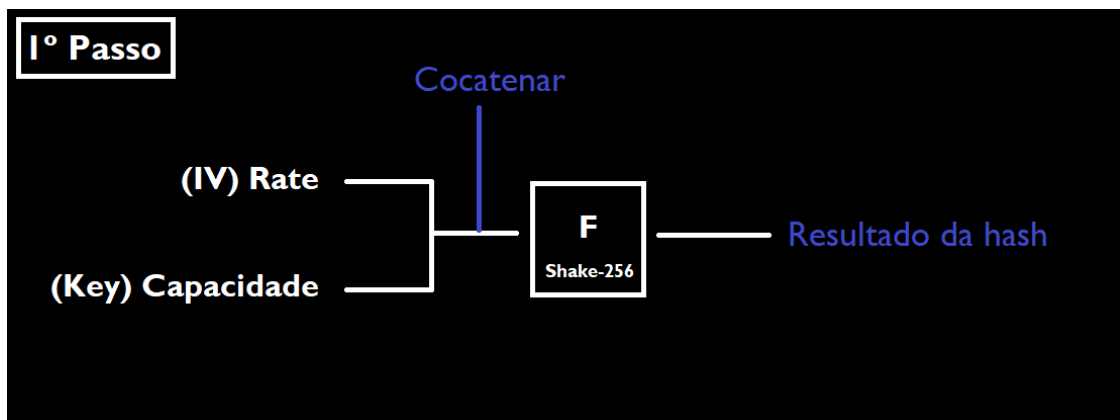 1º Passo
Cocatenar
(IV) Rate
F
Shake-256
Resultado da hash
(Key) Capacidade